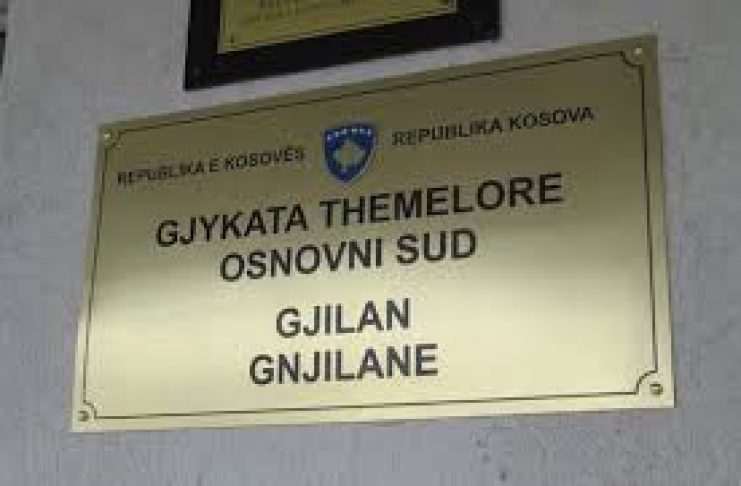 REPUBLIKA E KOSOVËS REPUBLIKA KOSOVA
GJYKATA THEMELORE
OSNOVNI SUD
GJILAN
GNJILANE